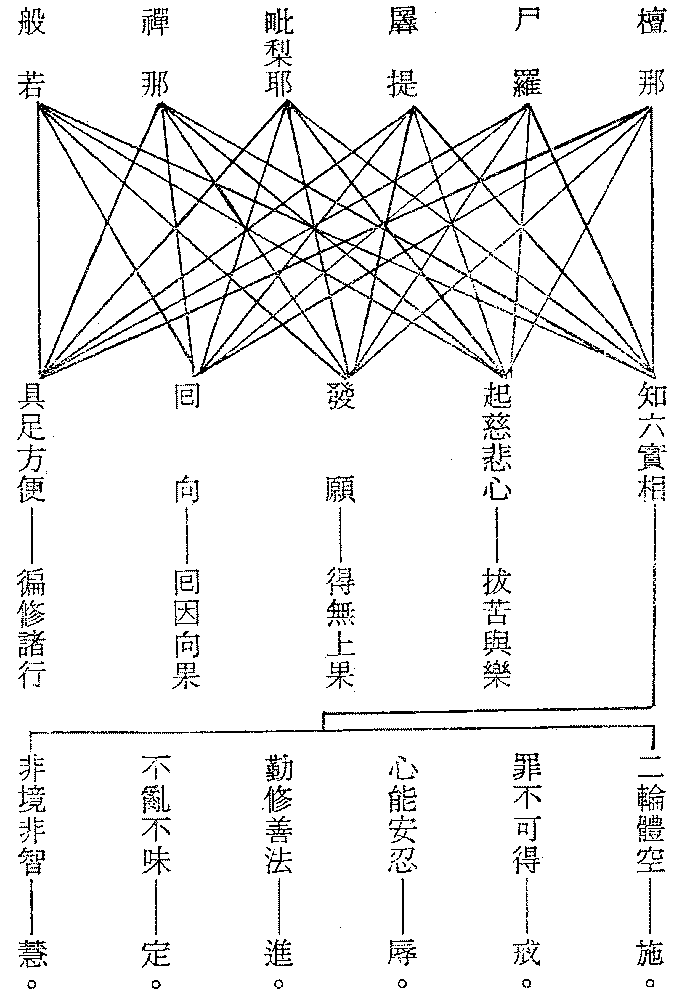 檀那
尸羅
羼提
毗梨耶
禪那
般若
知六實相
起慈悲心——拔苦與樂
發願——得無上果
回向——回因向果
具足方便——徧修諸行
二輪體空——施。
罪不可得——戒。
心能安忍——辱。
勤修善法——進。
不亂不味——定。
非境非智——慧。